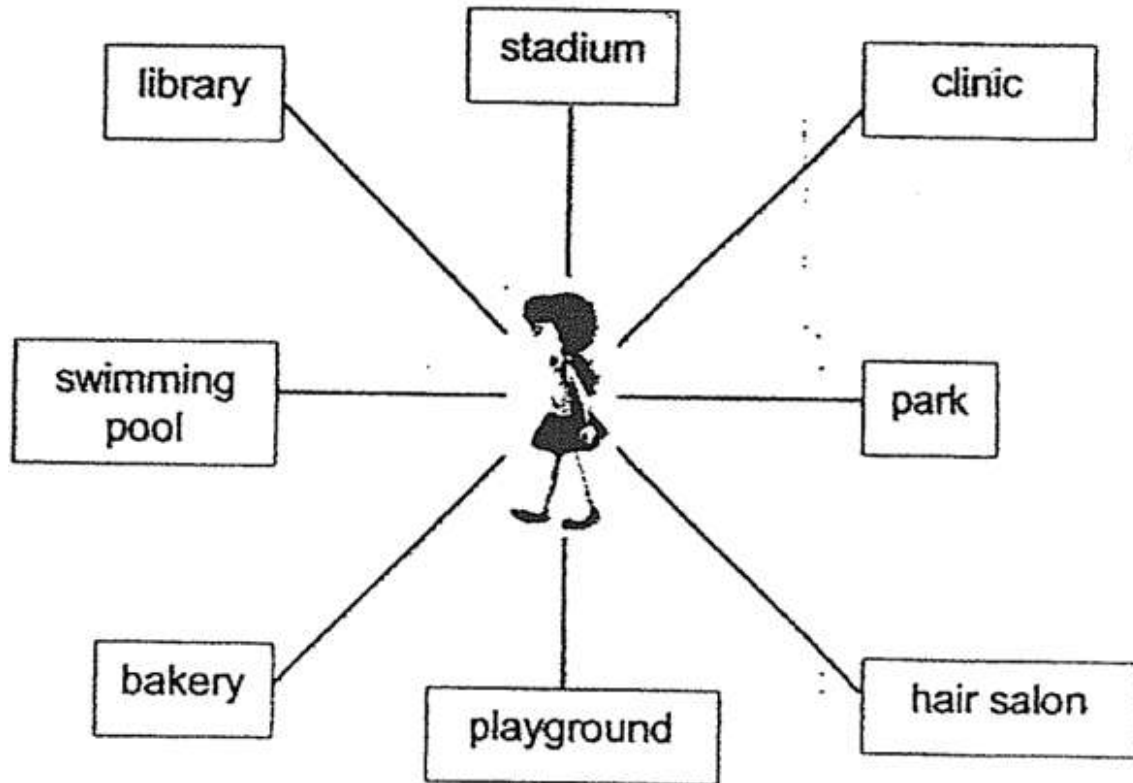 stadium
library
clinic
swimming
pool
park
bakery
playground
hair salon